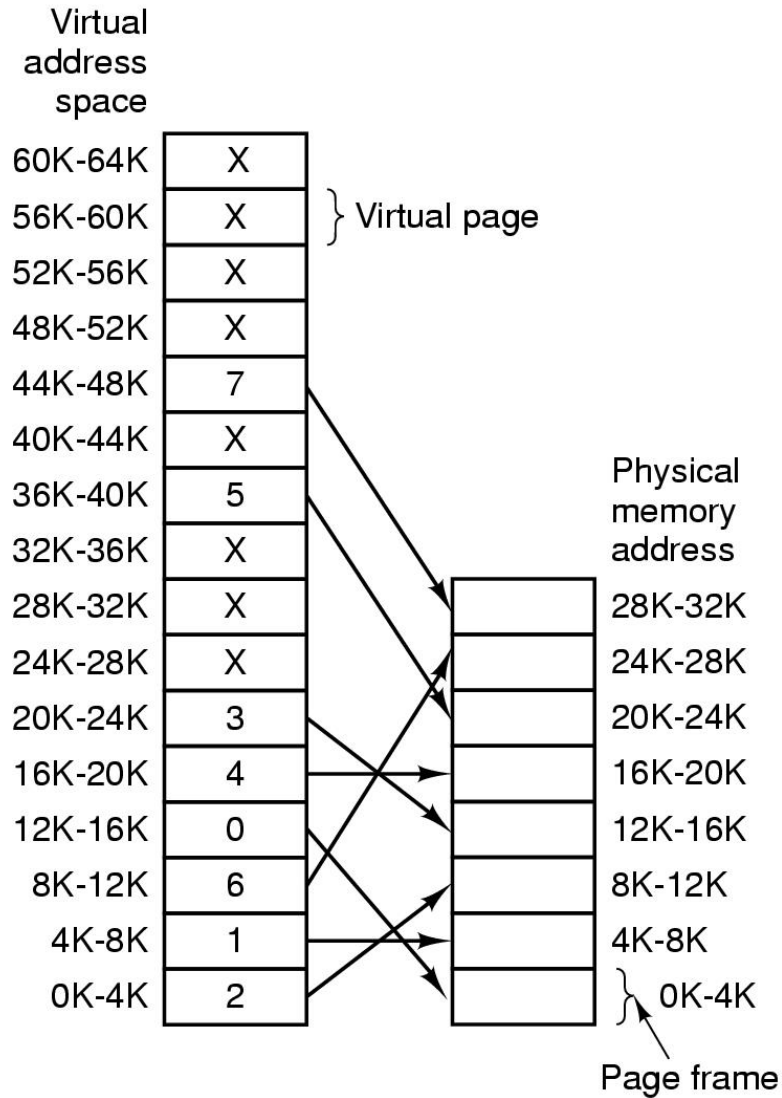 Virtual
address
space
60K-64K X
56K-60K X Virtual page
52K-56K X
48K-52K X
44K-48K 7
40K-44K X
36K-40K 5
32K-36K X
28K-32K X
24K-28K X
20K-24K 3
16K-20K 4
12K-16K 0
8K-12K 6
4K-8K 1
0K-4K 2
Physical
memory
address
28K-32K
24K-28K
20K-24K
16K-20K
12K-16K
8K-12K
4K-8K
0K-4K
Page frame